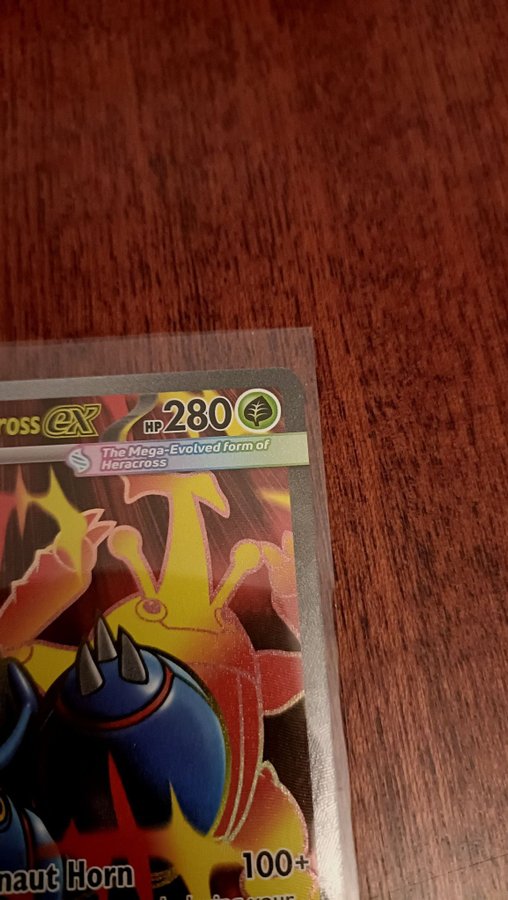 ross ex HP 280
The Mega-Evolved form of
Heracross
naut Horn 100+